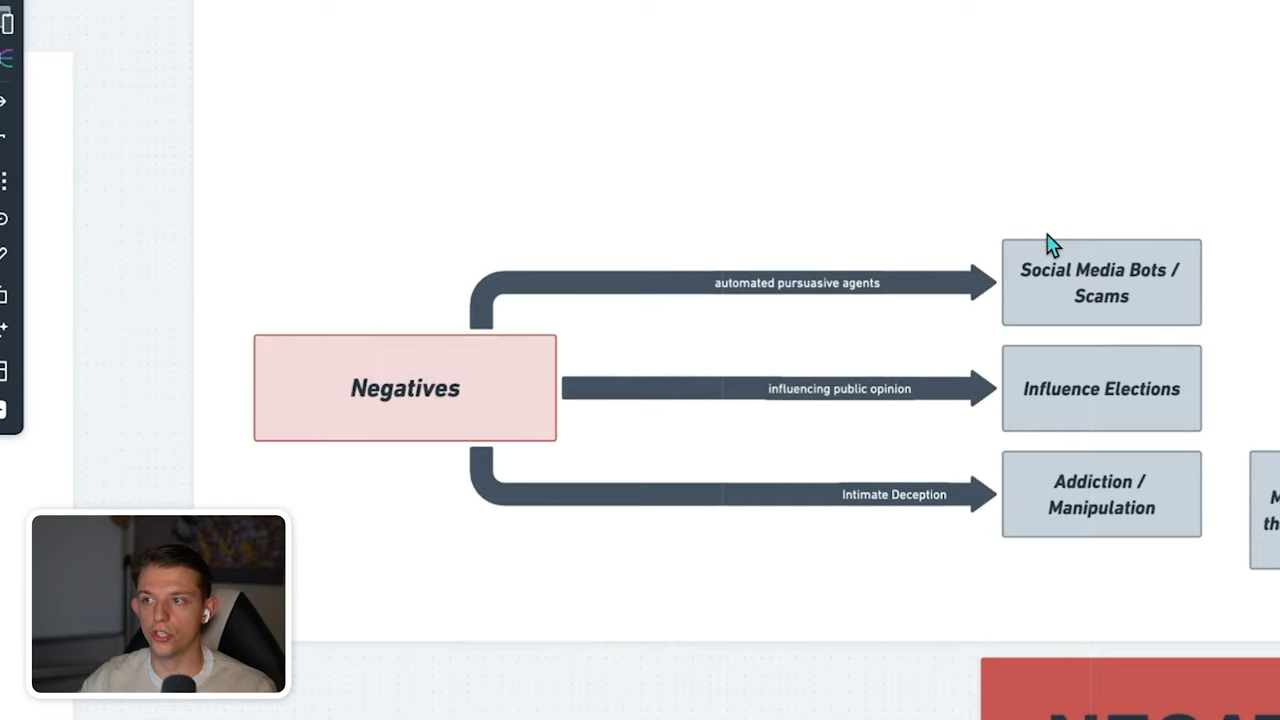 automated pursuasive agents
Social Media Bots /
Scams
Negatives
influencing public opinion
Influence Elections
Intimate Deception
Addiction /
Manipulation